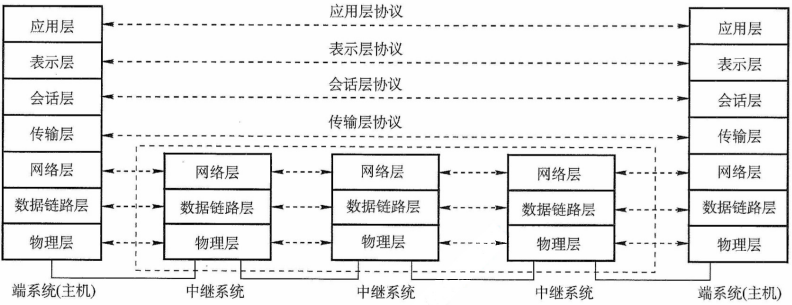 应用层协议
应用层 应用层
表示层协议
表示层 表示层
会话层协议
会话层 会话层
传输层协议
传输层 传输层
网络层 网络层 网络层 网络层 网络层
数据链路层 数据链路层 数据链路层 数据链路层 数据链路层
物理层 物理层 物理层 物理层 物理层
端系统(主机) 中继系统 中继系统 中继系统 端系统(主机)